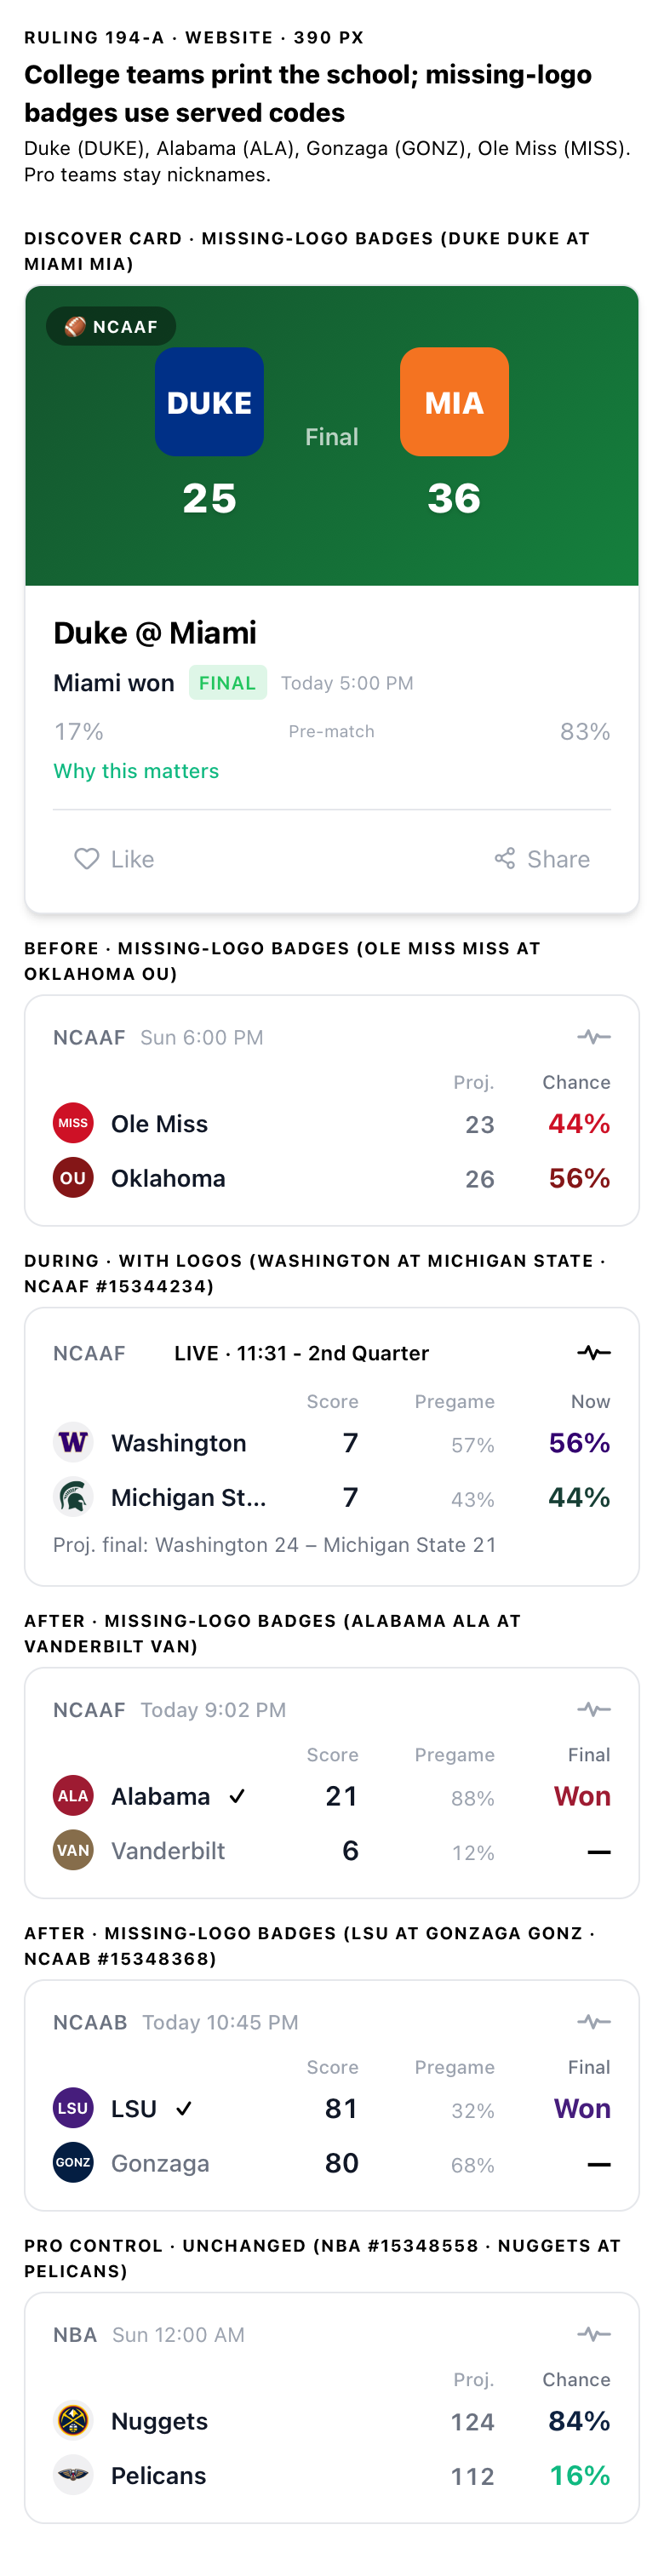 RULING 194-A · WEBSITE · 390 PX
College teams print the school; missing-logo
badges use served codes
Duke (DUKE), Alabama (ALA), Gonzaga (GONZ), Ole Miss (MISS).
Pro teams stay nicknames.
DISCOVER CARD · MISSING-LOGO BADGES (DUKE DUKE AT
MIAMI MIA)
🏈 NCAAF
DUKE MIA
Final
25 36
Duke @ Miami
Miami won FINAL Today 5:00 PM
17% Pre-match 83%
Why this matters
Like Share
BEFORE · MISSING-LOGO BADGES (OLE MISS MISS AT
OKLAHOMA OU)
NCAAF Sun 6:00 PM
Proj. Chance
MISS Ole Miss 23 44%
OU Oklahoma 26 56%
DURING · WITH LOGOS (WASHINGTON AT MICHIGAN STATE ·
NCAAF #15344234)
NCAAF LIVE · 11:31 - 2nd Quarter
Score Pregame Now
W Washington 7 57% 56%
Michigan St... 7 43% 44%
Proj. final: Washington 24 – Michigan State 21
AFTER · MISSING-LOGO BADGES (ALABAMA ALA AT
VANDERBILT VAN)
NCAAF Today 9:02 PM
Score Pregame Final
ALA Alabama ✓ 21 88% Won
VAN Vanderbilt 6 12% —
AFTER · MISSING-LOGO BADGES (LSU AT GONZAGA GONZ ·
NCAAB #15348368)
NCAAB Today 10:45 PM
Score Pregame Final
LSU LSU ✓ 81 32% Won
GONZ Gonzaga 80 68% —
PRO CONTROL · UNCHANGED (NBA #15348558 · NUGGETS AT
PELICANS)
NBA Sun 12:00 AM
Proj. Chance
Nuggets 124 84%
Pelicans 112 16%